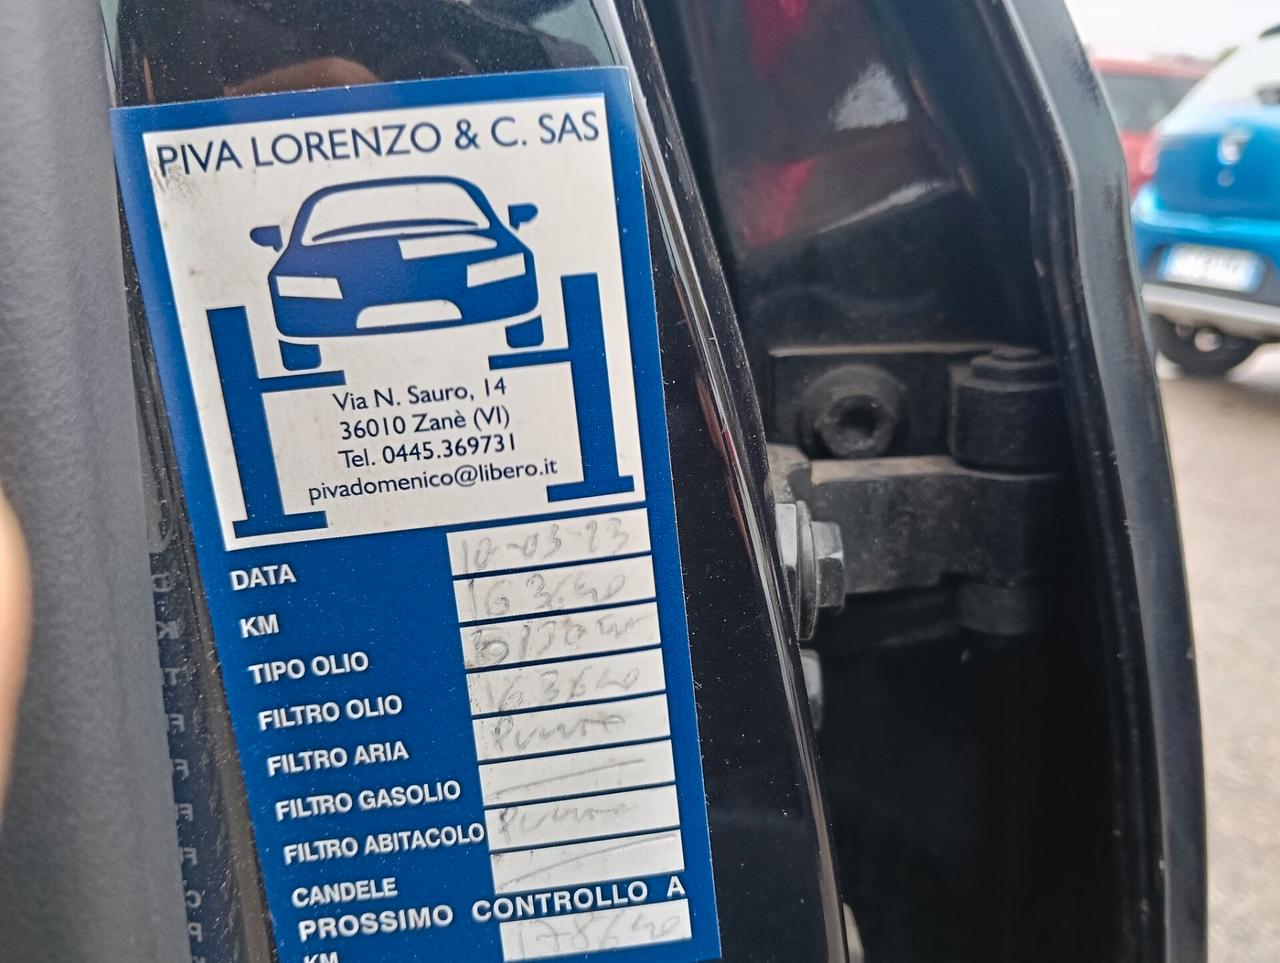 PIVA LORENZO & C. SAS
Via N. Sauro, 14
36010 Zanè (VI)
Tel. 0445.369731
pivadomenico@libero.it
DATA 10-03-23
KM 163640
TIPO OLIO
FILTRO OLIO 163640
FILTRO ARIA
FILTRO GASOLIO
FILTRO ABITACOLO
CANDELE
PROSSIMO CONTROLLO A
KM 178640